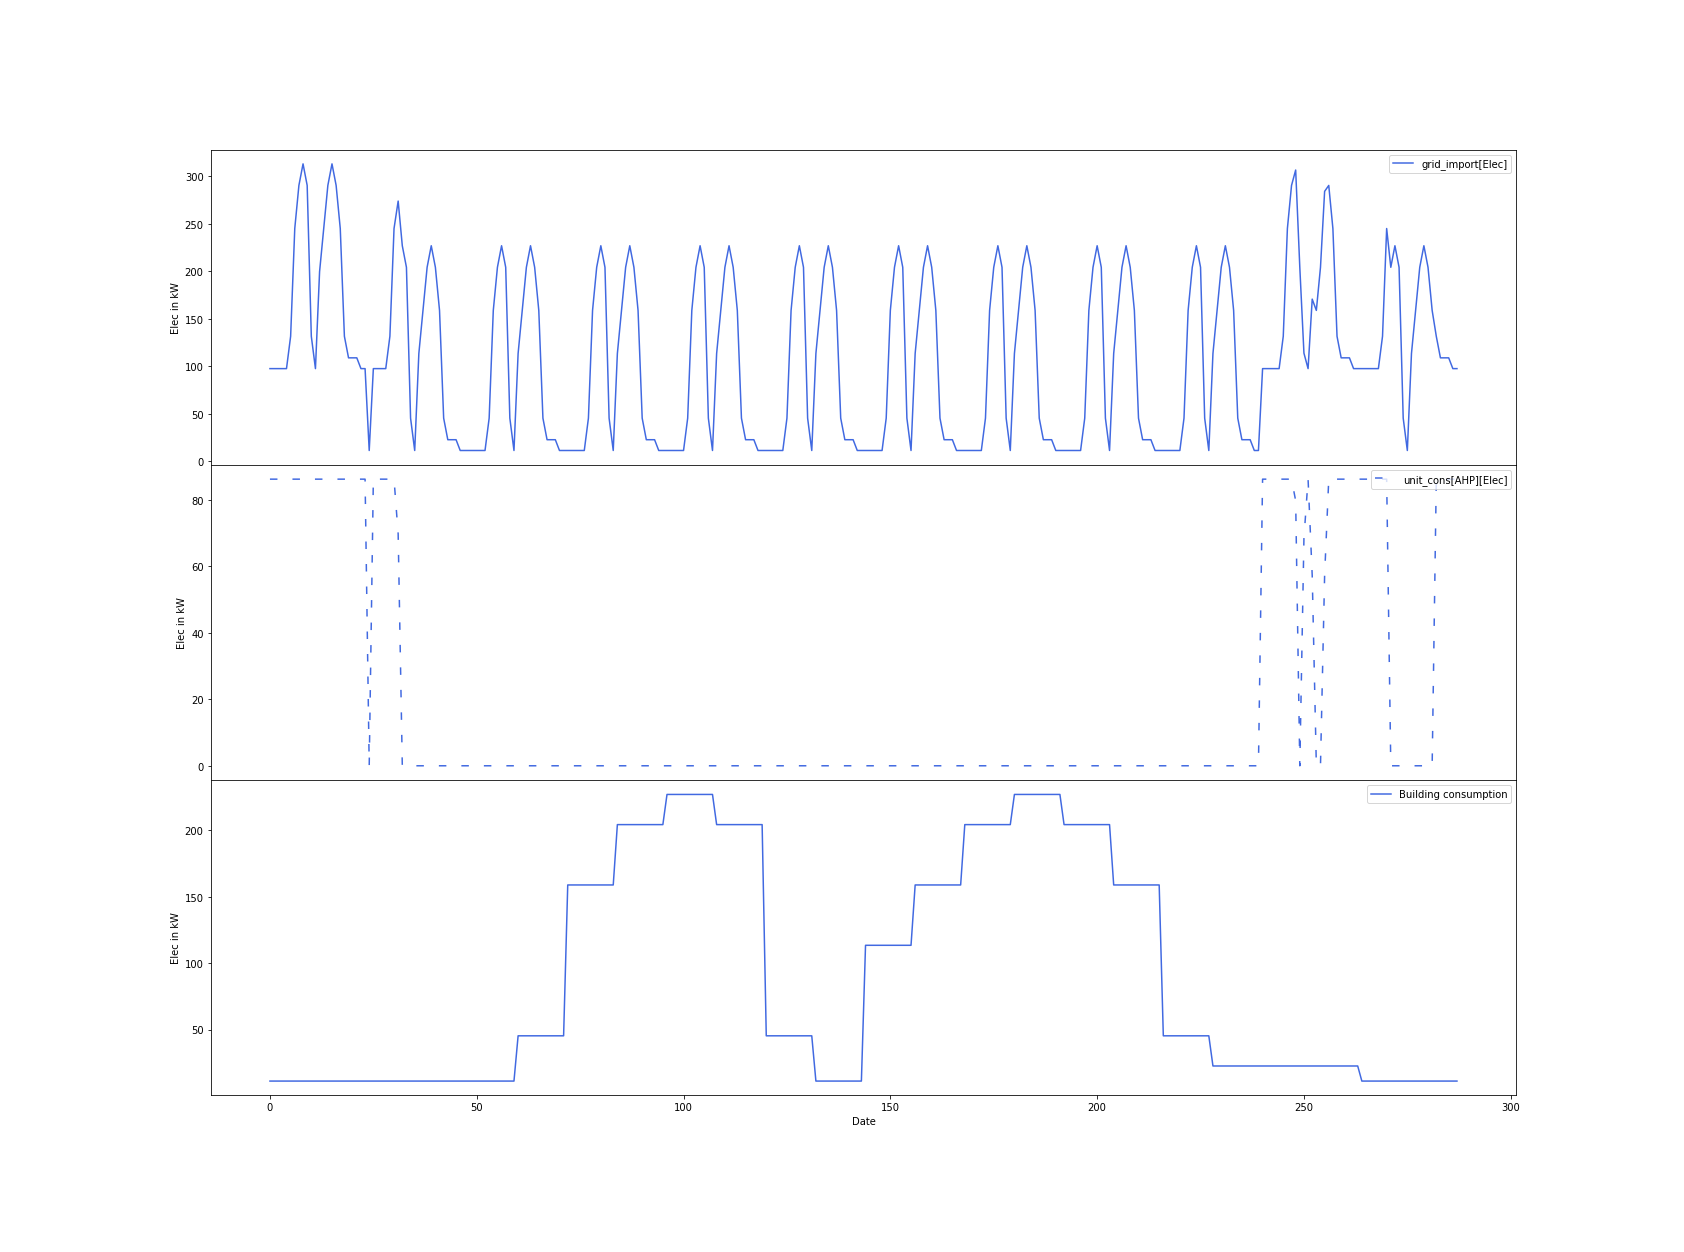 grid_import[Elec]
300
250
200
150
100
50
0
Elec in kW
unit_cons[AHP][Elec]
80
60
40
20
0
Elec in kW
Building consumption
200
150
100
50
Elec in kW
0 50 100 150 200 250 300
Date